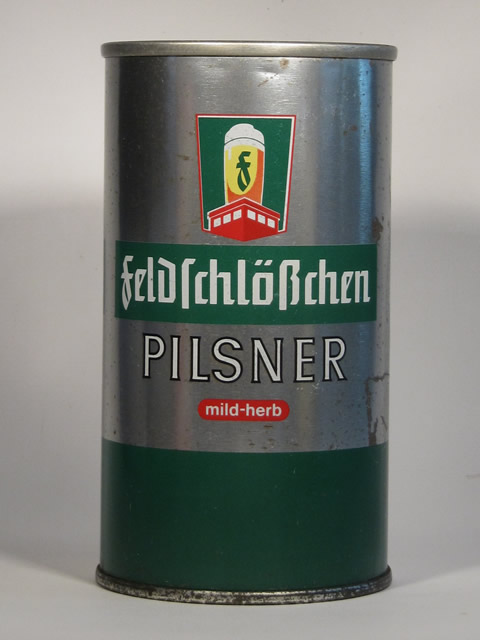 F
Feldſchlößchen
PILSNER
mild-herb